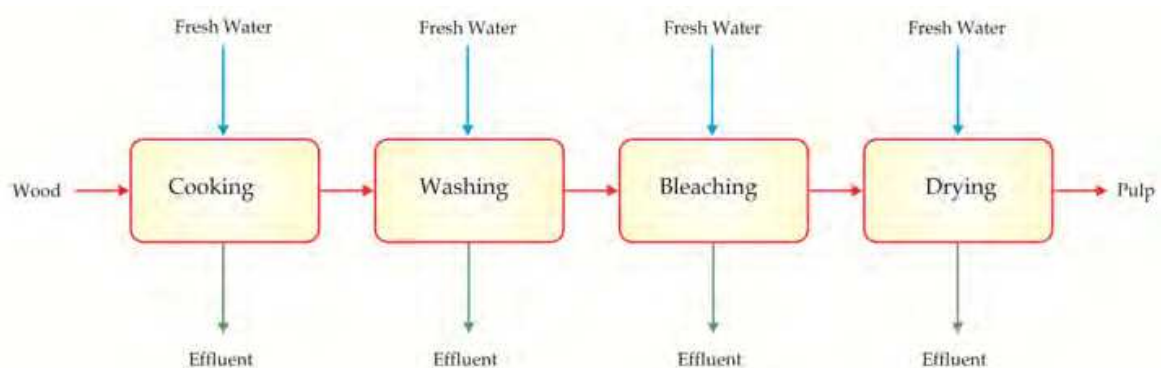 Fresh Water Fresh Water Fresh Water Fresh Water
Wood Cooking Washing Bleaching Drying Pulp
Effluent Effluent Effluent Effluent